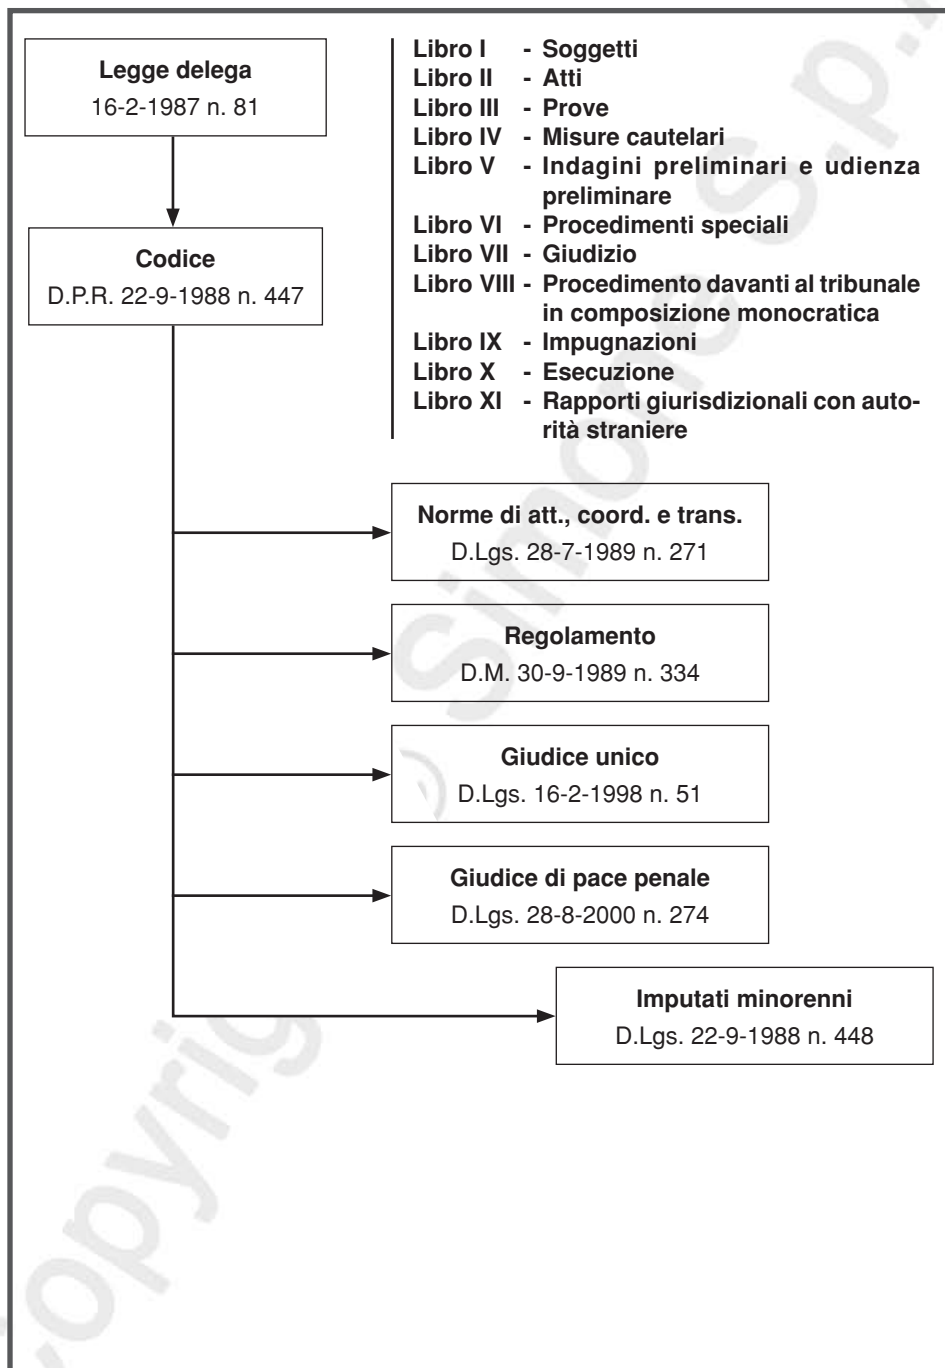 Legge delega
16-2-1987 n. 81
Codice
D.P.R. 22-9-1988 n. 447
Libro I - Soggetti
Libro II - Atti
Libro III - Prove
Libro IV - Misure cautelari
Libro V - Indagini preliminari e udienza
preliminare
Libro VI - Procedimenti speciali
Libro VII - Giudizio
Libro VIII - Procedimento davanti al tribunale
in composizione monocratica
Libro IX - Impugnazioni
Libro X - Esecuzione
Libro XI - Rapporti giurisdizionali con auto-
rità straniere
Norme di att., coord. e trans.
D.Lgs. 28-7-1989 n. 271
Regolamento
D.M. 30-9-1989 n. 334
Giudice unico
D.Lgs. 16-2-1998 n. 51
Giudice di pace penale
D.Lgs. 28-8-2000 n. 274
Imputati minorenni
D.Lgs. 22-9-1988 n. 448
Copyright © Simone S.p.A.